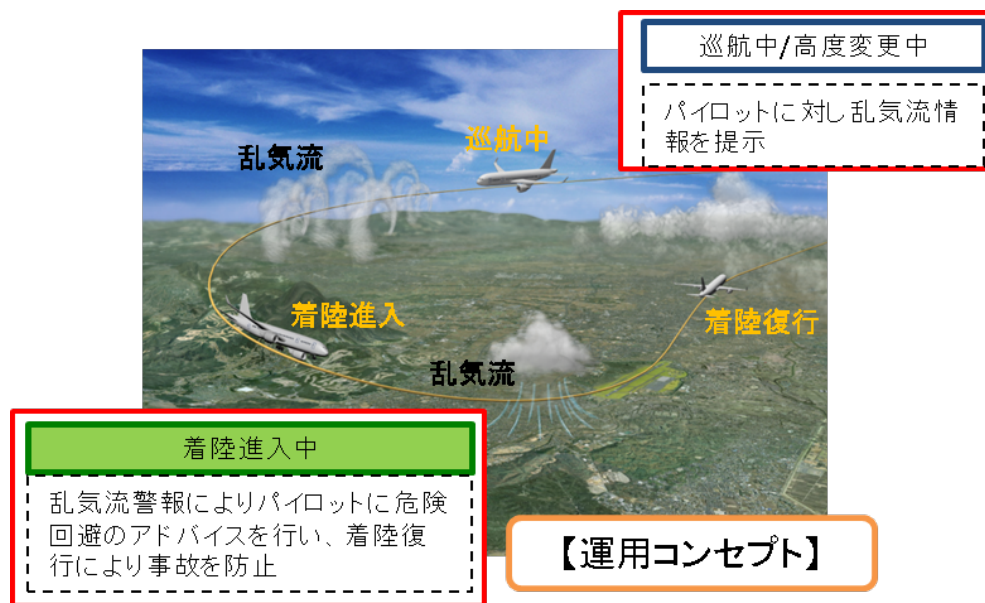 巡航中/高度変更中
パイロットに対し乱気流情
報を提示
巡航中
乱気流
着陸進入
着陸復行
乱気流
着陸進入中
乱気流警報によりパイロットに危険
回避のアドバイスを行い、着陸復
行により事故を防止
【運用コンセプト】